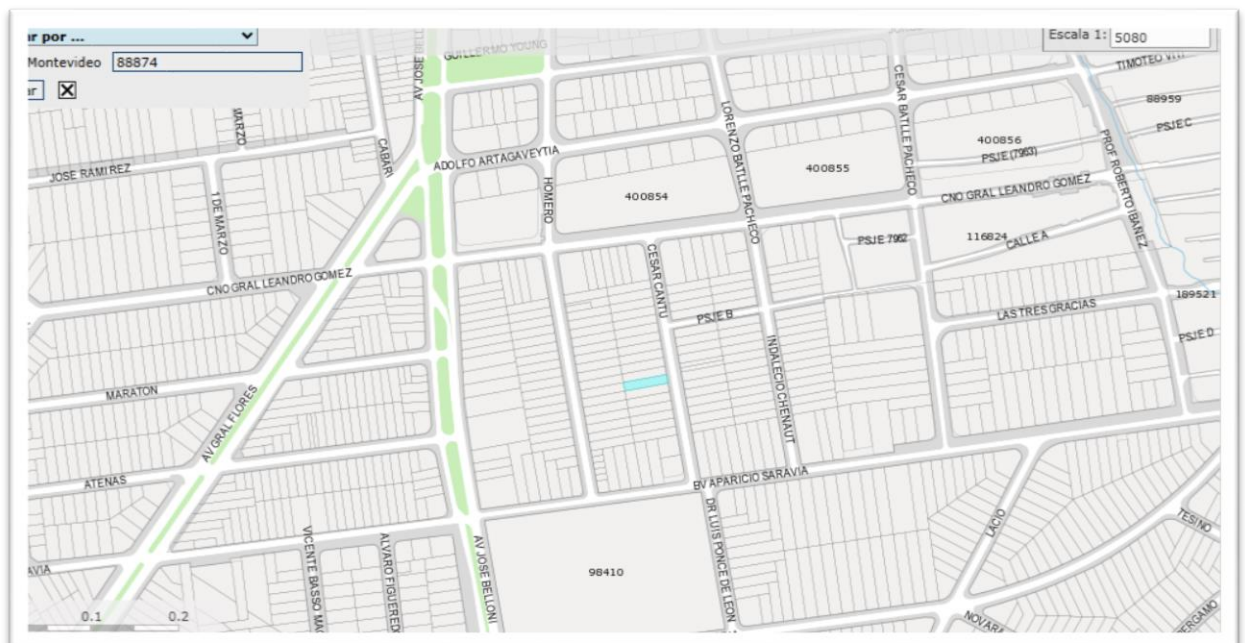 ar por ...
Escala 1: 5080
Montevideo 88874
ar
GUILLERMO YOUNG
AV JOSE BELL
TIMOTEO VITI
CESAR BATLLE PACHECO
88959
MARZO
PSJE C
LORENZO BATLLE PACHECO
CABARI
400856
PROF ROBERTO IBAÑEZ
PSJE (7963)
ADOLFO ARTAGAVEYTIA
400855
JOSE RAMIREZ
HOMERO
400854
CNO GRAL LEANDRO GOMEZ
1 DE MARZO
PSJE 7962
116824
CALLE A
CESAR CANTU
CNO GRAL LEANDRO GOMEZ
189521
LAS TRES GRACIAS
PSJE B
PSJE D
INDALECIO CHENAUT
MARATON
AV GRAL FLORES
BV APARICIO SARAVIA
ATENAS
DR LUIS PONCE DE LEON
LACIO
TESINO
VICENTE BASSO MAG
ALVARO FIGUERED
AV JOSE BELLONI
98410
AVIA
0.1 0.2
NOVARA
BERGAMO